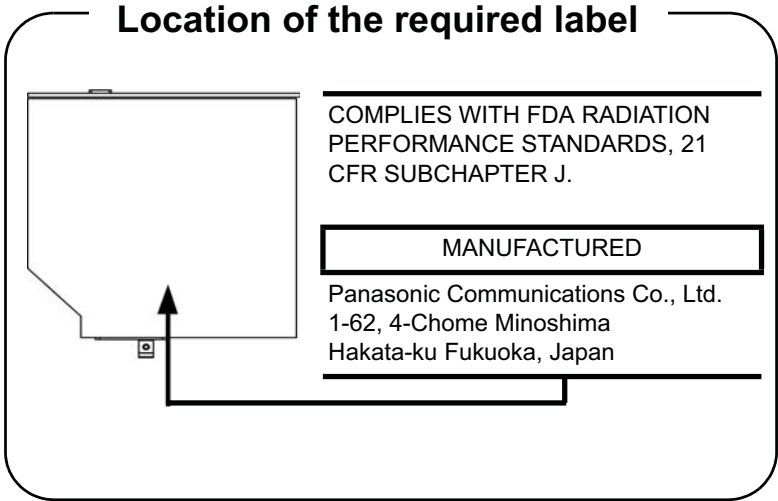 Location of the required label
COMPLIES WITH FDA RADIATION
PERFORMANCE STANDARDS, 21
CFR SUBCHAPTER J.
MANUFACTURED
Panasonic Communications Co., Ltd.
1-62, 4-Chome Minoshima
Hakata-ku Fukuoka, Japan